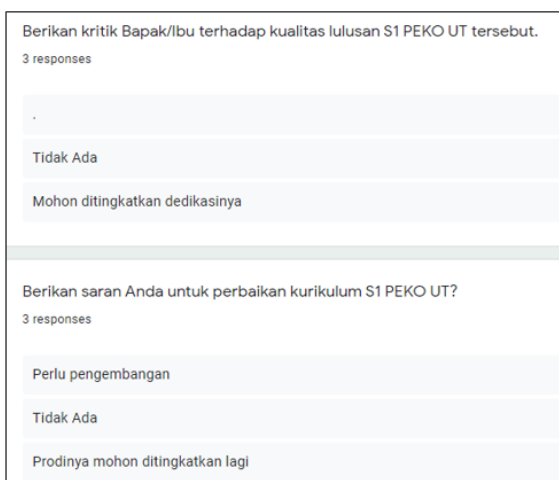 Berikan kritik Bapak/Ibu terhadap kualitas lulusan S1 PEKO UT tersebut.
3 responses
.
Tidak Ada
Mohon ditingkatkan dedikasinya
Berikan saran Anda untuk perbaikan kurikulum S1 PEKO UT?
3 responses
Perlu pengembangan
Tidak Ada
Prodinya mohon ditingkatkan lagi